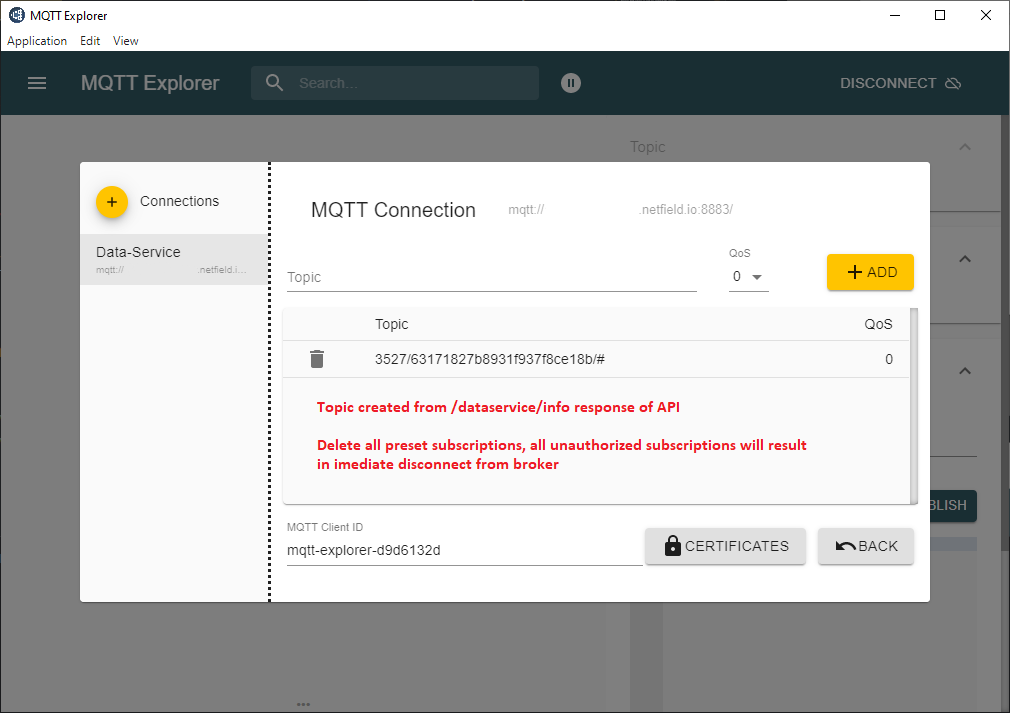 MQTT Explorer
Application Edit View
MQTT Explorer Search... DISCONNECT
Topic
Connections
Data-Service
mqtt:// .netfield.i...
MQTT Connection mqtt:// .netfield.io:8883/
QoS
Topic 0 ADD
Topic QoS
3527/63171827b8931f937f8ce18b/# 0
Topic created from /dataservice/info response of API
Delete all preset subscriptions, all unauthorized subscriptions will result
in imediate disconnect from broker
BLISH
MQTT Client ID
mqtt-explorer-d9d6132d
CERTIFICATES BACK